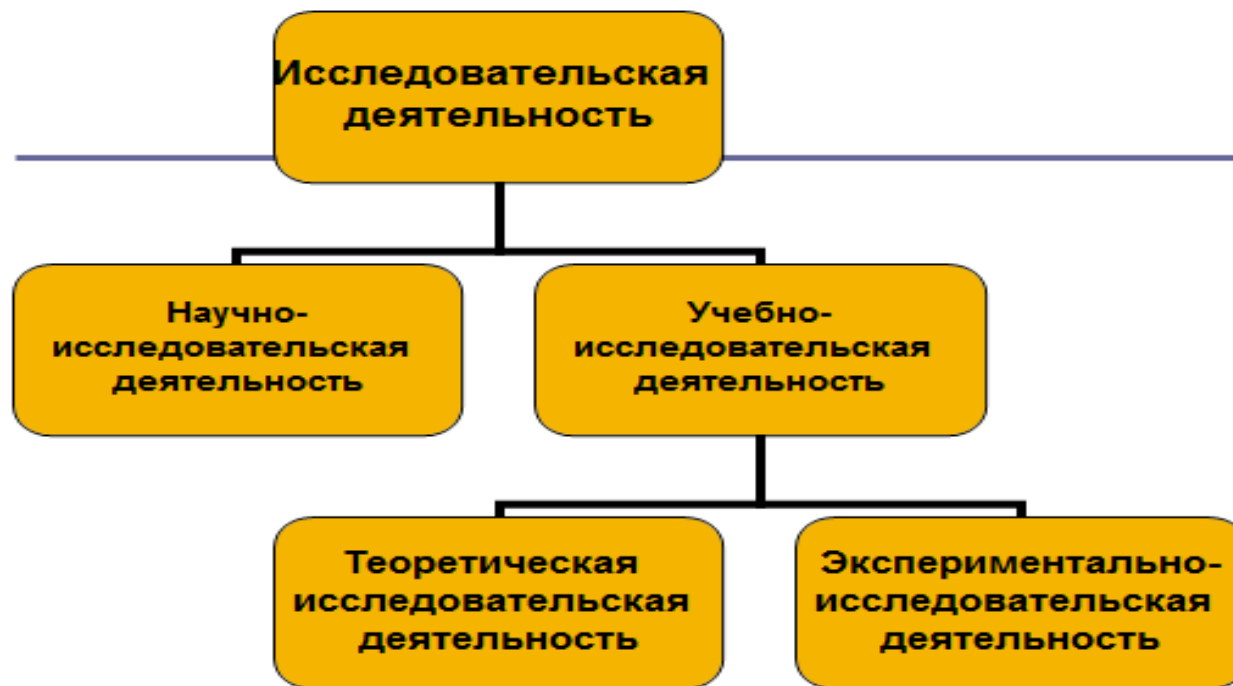 Исследовательская
деятельность
Научно-
исследовательская
деятельность
Учебно-
исследовательская
деятельность
Теоретическая
исследовательская
деятельность
Экспериментально-
исследовательская
деятельность